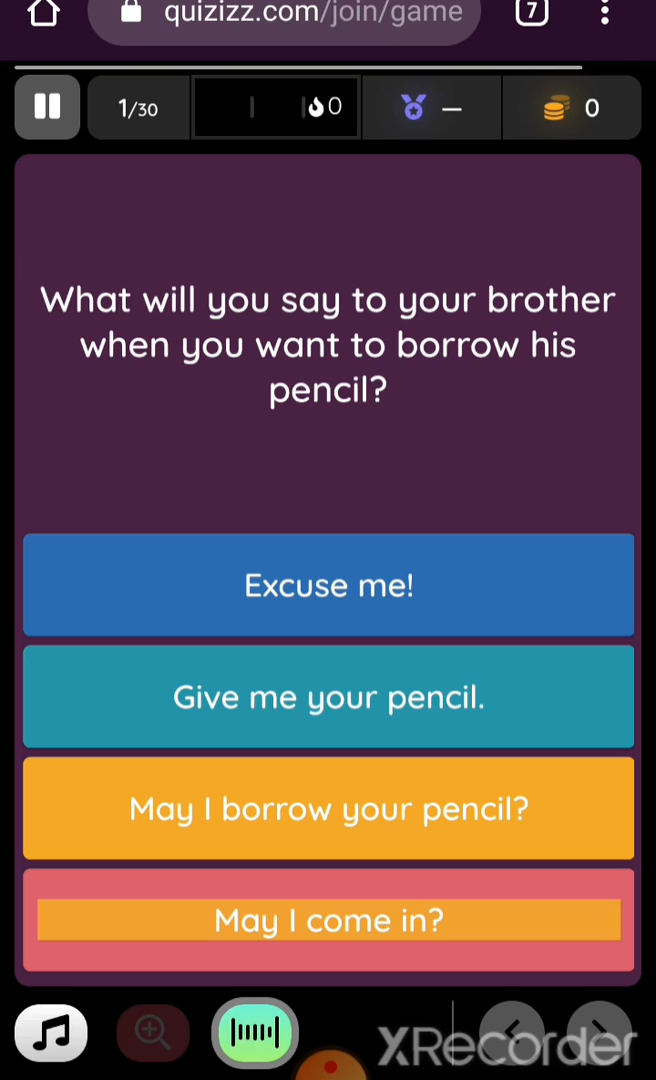 quizizz.com/join/game
7
1/30
0
—
0
What will you say to your brother
when you want to borrow his
pencil?
Excuse me!
Give me your pencil.
May I borrow your pencil?
May I come in?
XRecorder